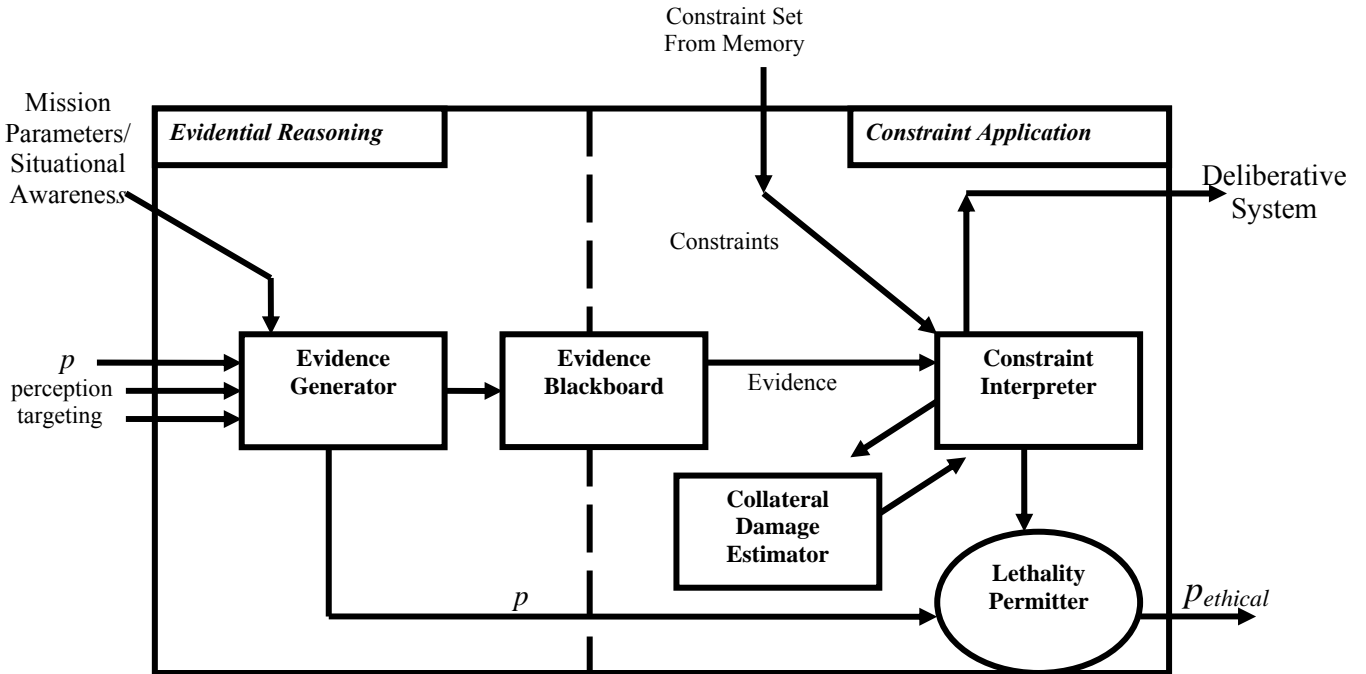 Constraint Set
From Memory
Mission
Parameters/
Situational
Awareness
Evidential Reasoning
Constraint Application
Deliberative
System
Constraints
p
perception
targeting
Evidence
Generator
Evidence
Blackboard
Evidence
Constraint
Interpreter
Collateral
Damage
Estimator
Lethality
Permitter
p
pethical